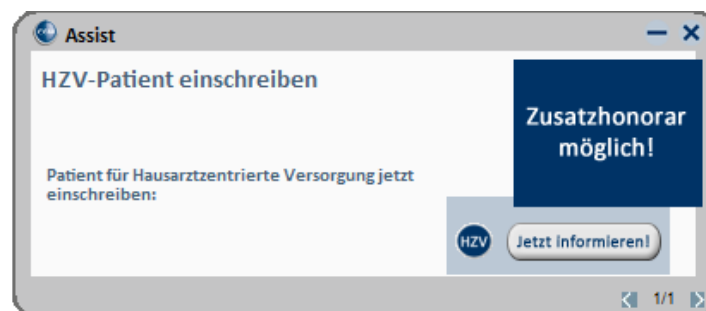 Assist
HZV-Patient einschreiben
Zusatzhonorar
möglich!
Patient für Hausarztzentrierte Versorgung jetzt
einschreiben:
HZV
Jetzt informieren!
1/1